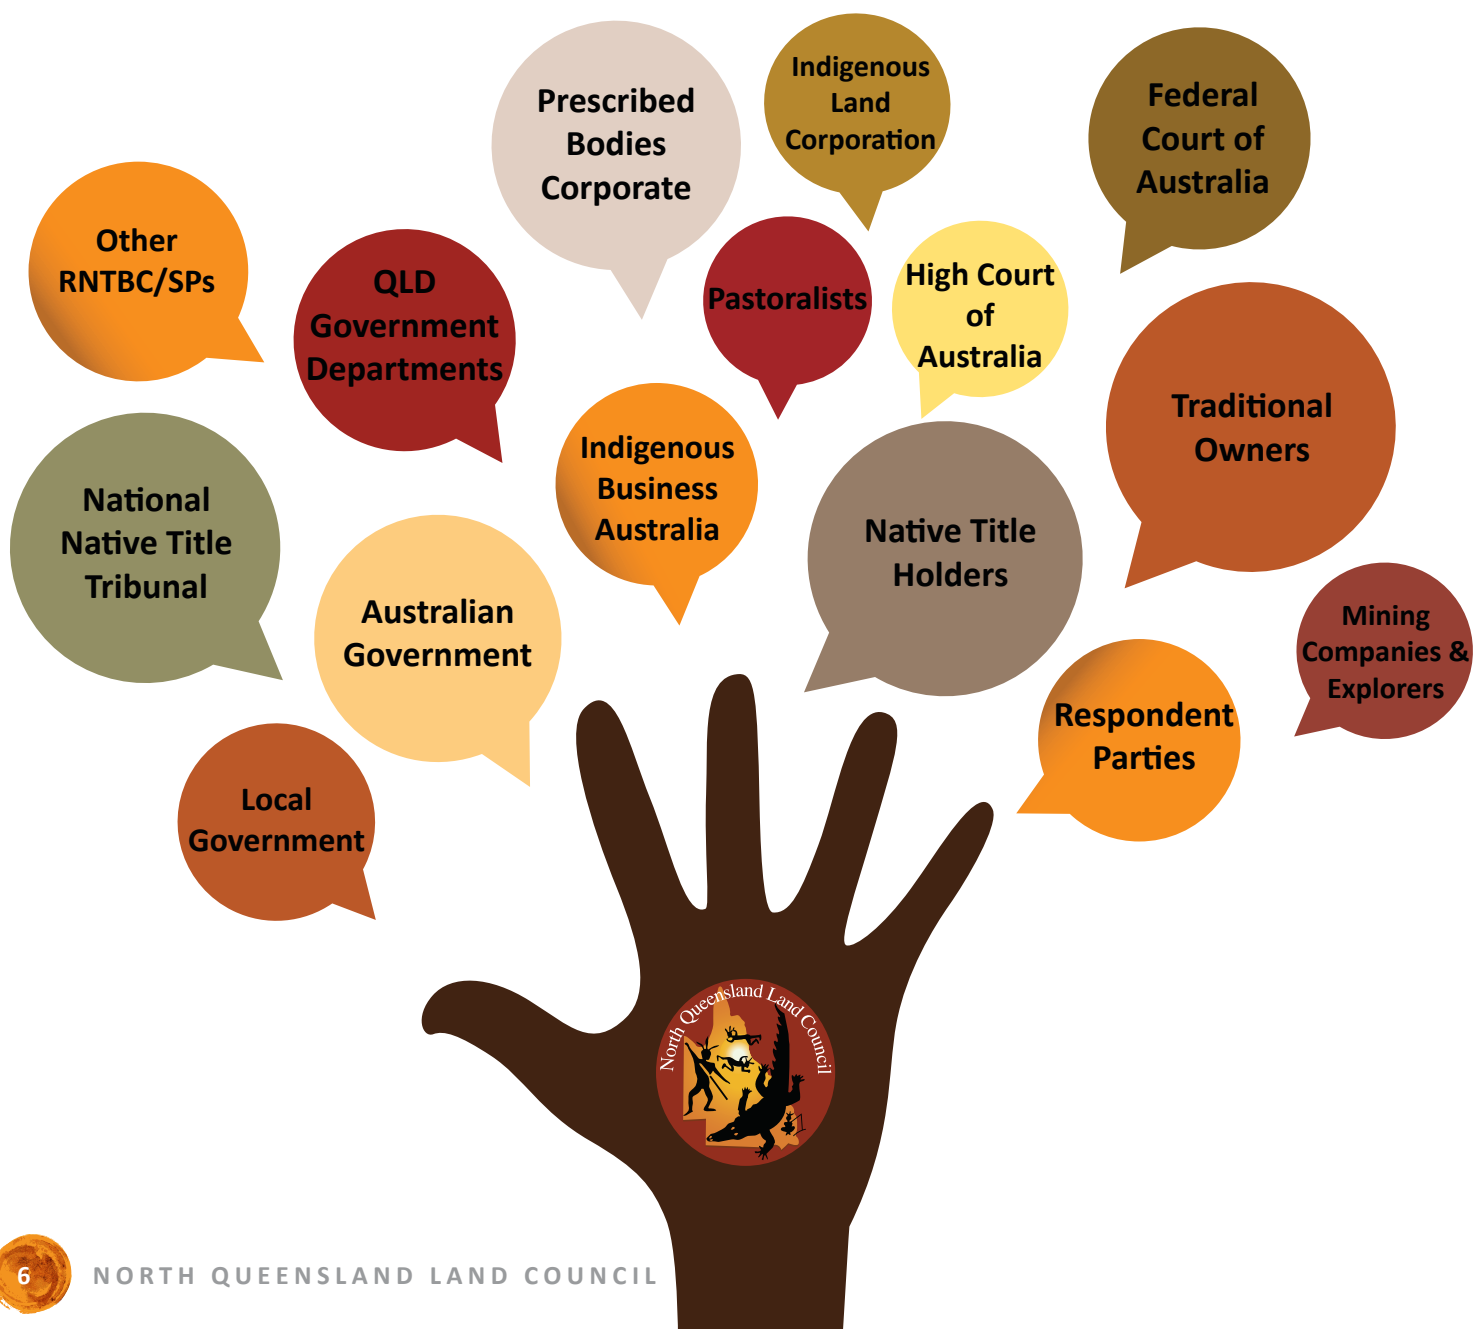 Indigenous
Land
Corporation
Prescribed
Bodies
Corporate
Federal
Court of
Australia
Other
RNTBC/SPs
QLD
Government
Departments
Pastoralists
High Court
of
Australia
Traditional
Owners
National
Native Title
Tribunal
Indigenous
Business
Australia
Native Title
Holders
Australian
Government
Mining
Companies &
Explorers
Respondent
Parties
Local
Government
North Queensland Land Council
6
NORTH QUEENSLAND LAND COUNCIL